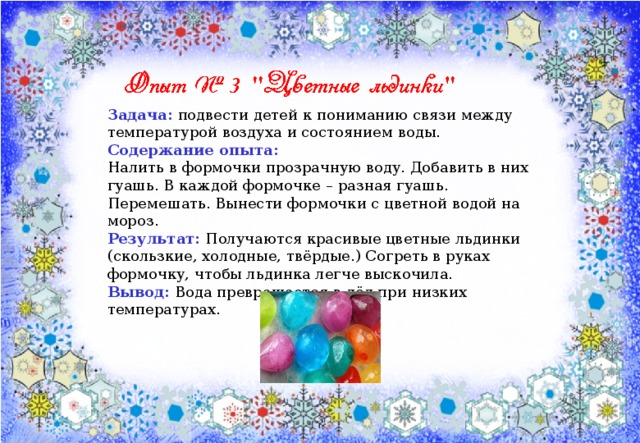 Опыт № 3 "Цветные льдинки"
Задача: подвести детей к пониманию связи между
температурой воздуха и состоянием воды.
Содержание опыта:
Налить в формочки прозрачную воду. Добавить в них
гуашь. В каждой формочке – разная гуашь.
Перемешать. Вынести формочки с цветной водой на
мороз.
Результат: Получаются красивые цветные льдинки
(скользкие, холодные, твёрдые.) Согреть в руках
формочку, чтобы льдинка легче выскочила.
Вывод: Вода превращается в лёд при низких
температурах.